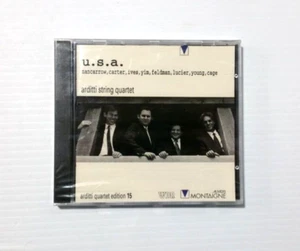 u.s.a.
nancarrow,carter,ives,yim,feldman,lucier,young,cage
arditti string quartet
arditti quartet edition 15
MONTAIGNE